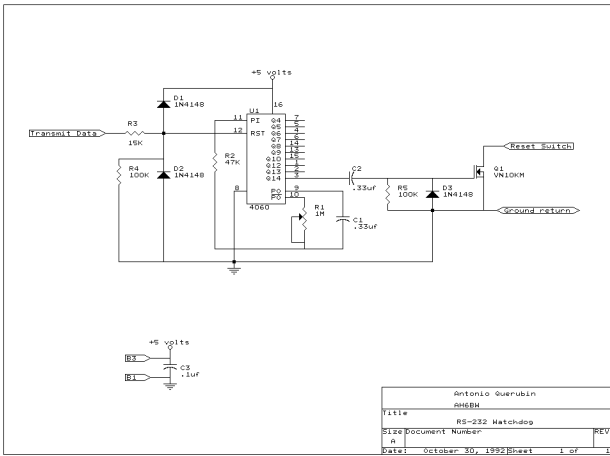 +5 volts
D1
1N4148
R3
15K
Transmit Data
U1
16
11 PI
12 RST
Q4 7
Q5 5
Q6 4
Q7 6
Q8 14
Q9 13
Q10 15
Q12 1
Q13 2
Q14 3
8
PO 9
PO 10
4060
R4
100K
D2
1N4148
R2
47K
R1
1M
C1
.33uf
C2
.33uf
R5
100K
D3
1N4148
Q1
VN10KM
Reset Switch
Ground return
+5 volts
B3
B1
C3
.1uf
Antonio Querubin
AH6BW
Title
RS-232 Watchdog
Size Document Number REV
A
Date: October 30, 1992 Sheet 1 of 1